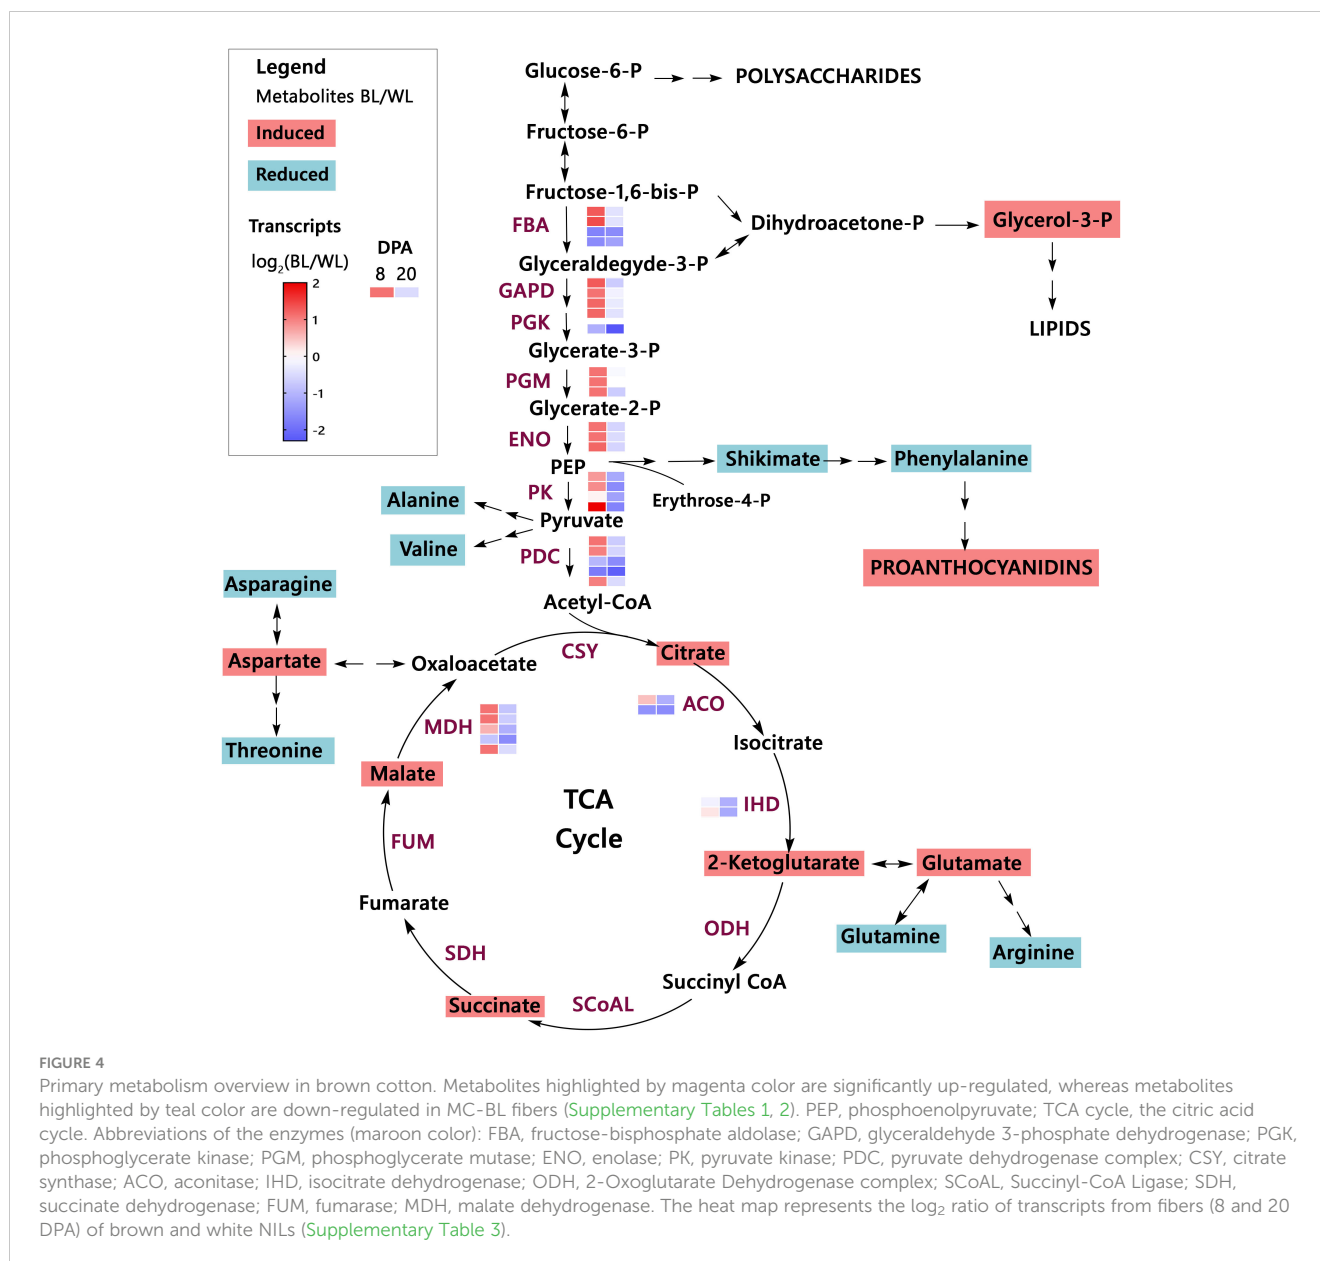 Legend
Metabolites BL/WL
Induced
Reduced
Transcripts
log2(BL/WL)
DPA
8 20
2
1
0
-1
-2
Glucose-6-P
POLYSACCHARIDES
Fructose-6-P
Fructose-1,6-bis-P
FBA
Dihydroacetone-P
Glycerol-3-P
Glyceraldegyde-3-P
GAPD
PGK
LIPIDS
Glycerate-3-P
PGM
Glycerate-2-P
ENO
PEP
Shikimate
Phenylalanine
PK
Erythrose-4-P
Alanine
Pyruvate
Valine
PDC
PROANTHOCYANIDINS
Asparagine
Acetyl-CoA
Aspartate
Oxaloacetate
CSY
Citrate
MDH
ACO
Threonine
Isocitrate
Malate
TCA
Cycle
IHD
FUM
2-Ketoglutarate
Glutamate
Fumarate
ODH
Glutamine
Arginine
SDH
Succinyl CoA
Succinate
SCoAL
FIGURE 4
Primary metabolism overview in brown cotton. Metabolites highlighted by magenta color are significantly up-regulated, whereas metabolites
highlighted by teal color are down-regulated in MC-BL fibers (Supplementary Tables 1, 2). PEP, phosphoenolpyruvate; TCA cycle, the citric acid
cycle. Abbreviations of the enzymes (maroon color): FBA, fructose-bisphosphate aldolase; GAPD, glyceraldehyde 3-phosphate dehydrogenase; PGK,
phosphoglycerate kinase; PGM, phosphoglycerate mutase; ENO, enolase; PK, pyruvate kinase; PDC, pyruvate dehydrogenase complex; CSY, citrate
synthase; ACO, aconitase; IHD, isocitrate dehydrogenase; ODH, 2-Oxoglutarate Dehydrogenase complex; SCoAL, Succinyl-CoA Ligase; SDH,
succinate dehydrogenase; FUM, fumarase; MDH, malate dehydrogenase. The heat map represents the log2 ratio of transcripts from fibers (8 and 20
DPA) of brown and white NILs (Supplementary Table 3).